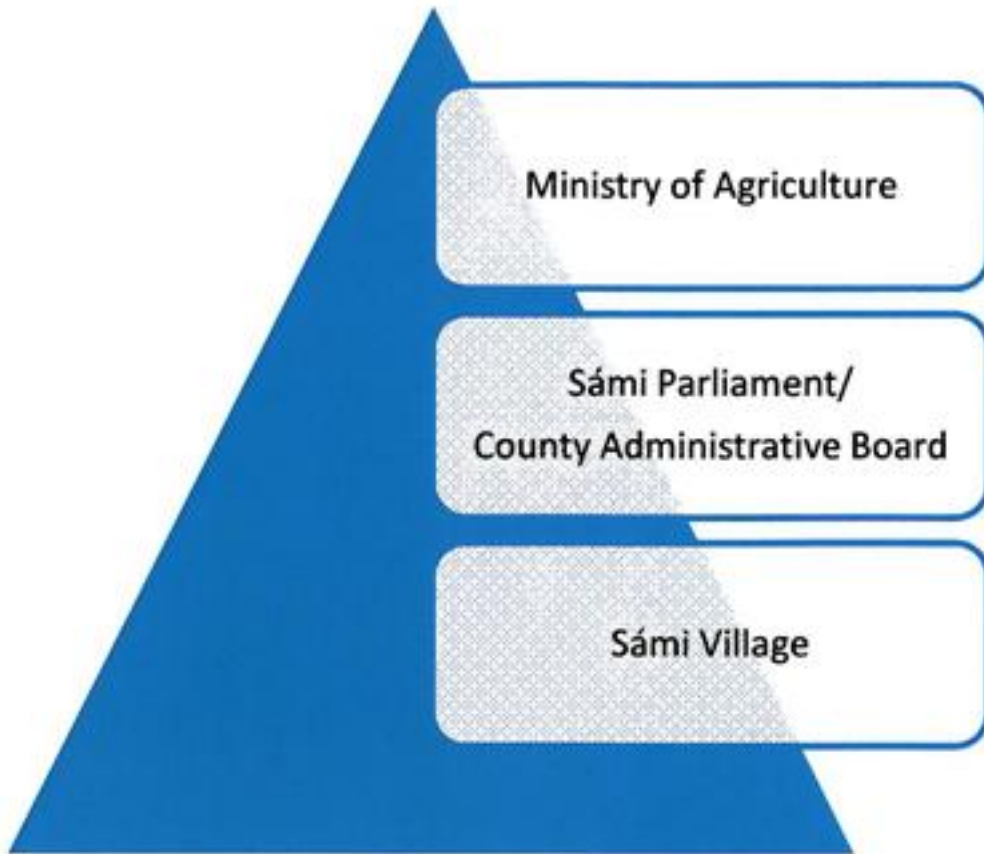 Ministry of Agriculture
Sámi Parliament/
County Administrative Board
Sámi Village